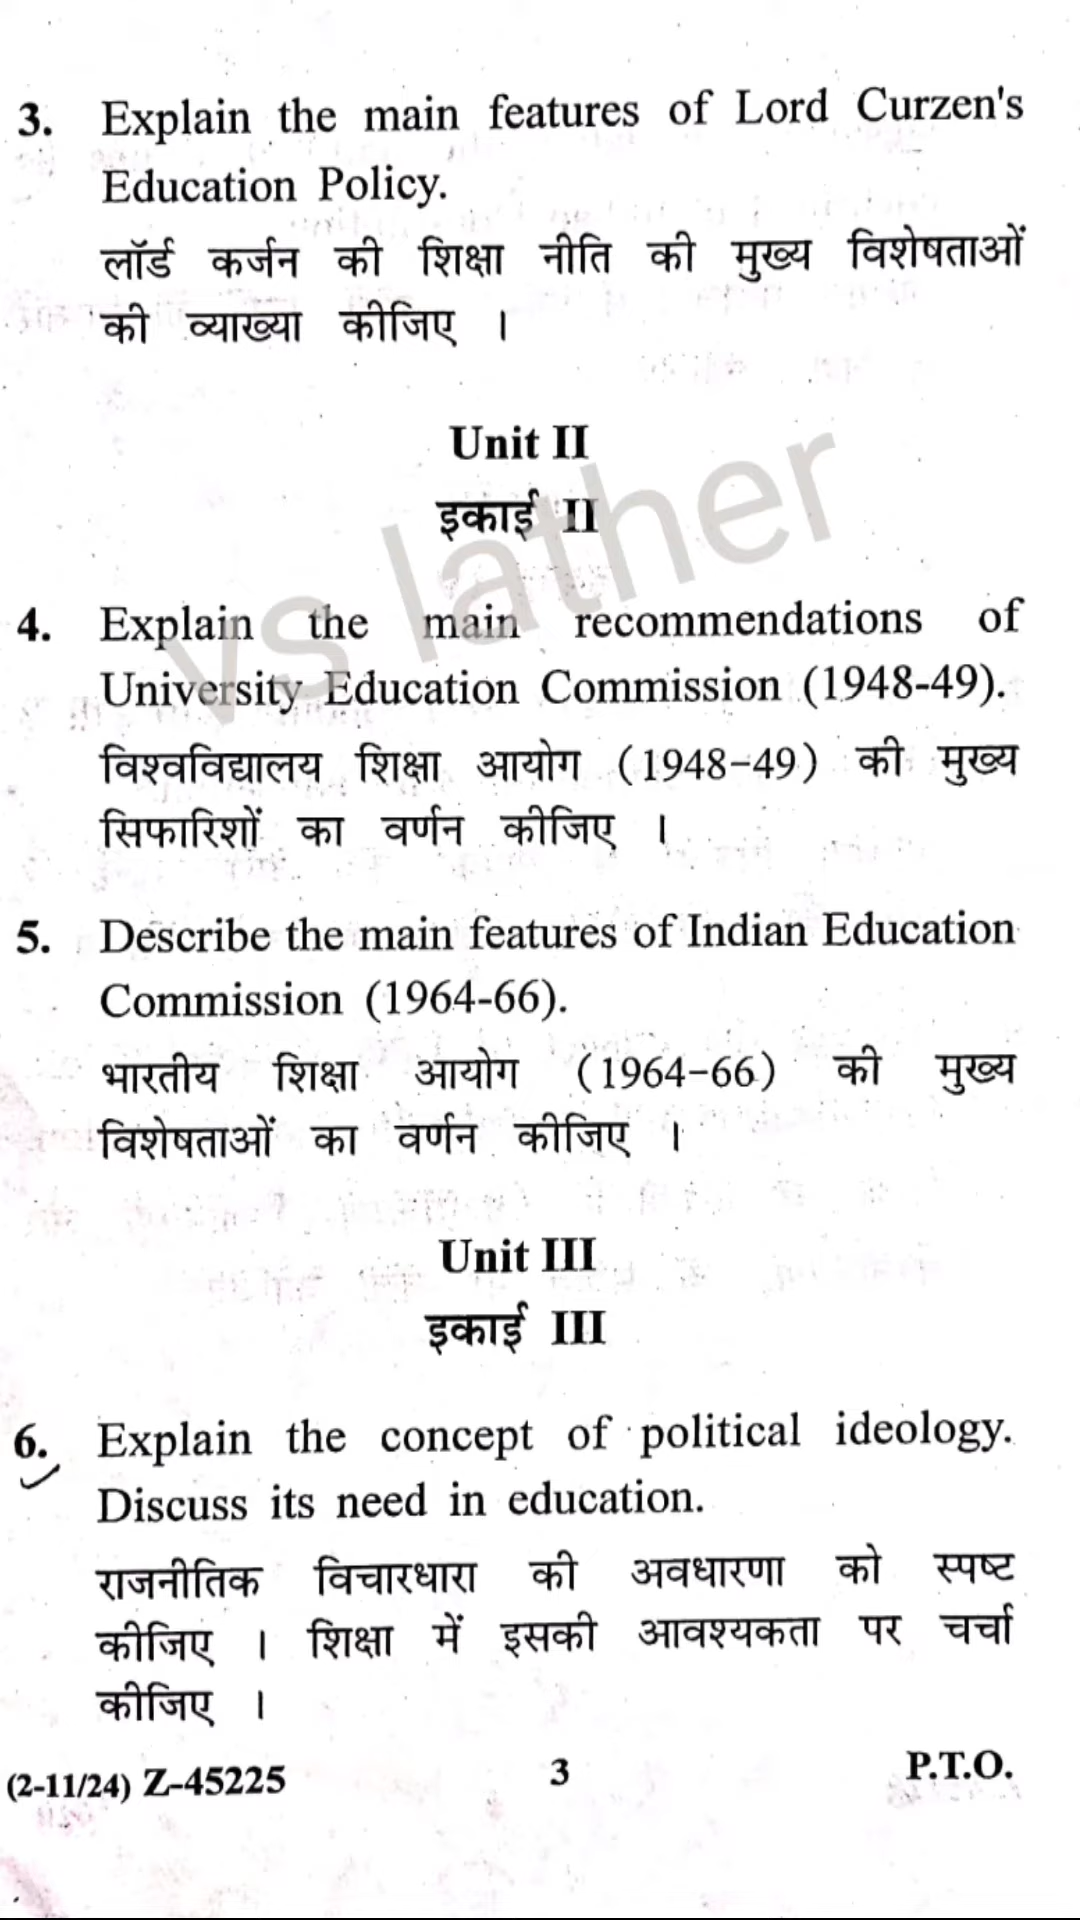 3. Explain the main features of Lord Curzen's
Education Policy.
लॉर्ड कर्जन की शिक्षा नीति की मुख्य विशेषताओं
की व्याख्या कीजिए ।
Unit II
इकाई II
vs lather
4. Explain the main recommendations of
University Education Commission (1948-49).
विश्वविद्यालय शिक्षा आयोग (1948-49) की मुख्य
सिफारिशों का वर्णन कीजिए ।
5. Describe the main features of Indian Education
Commission (1964-66).
भारतीय शिक्षा आयोग (1964-66) की मुख्य
विशेषताओं का वर्णन कीजिए ।
Unit III
इकाई III
6. Explain the concept of political ideology.
Discuss its need in education.
राजनीतिक विचारधारा की अवधारणा को स्पष्ट
कीजिए । शिक्षा में इसकी आवश्यकता पर चर्चा
कीजिए ।
(2-11/24) Z-45225 3 P.T.O.